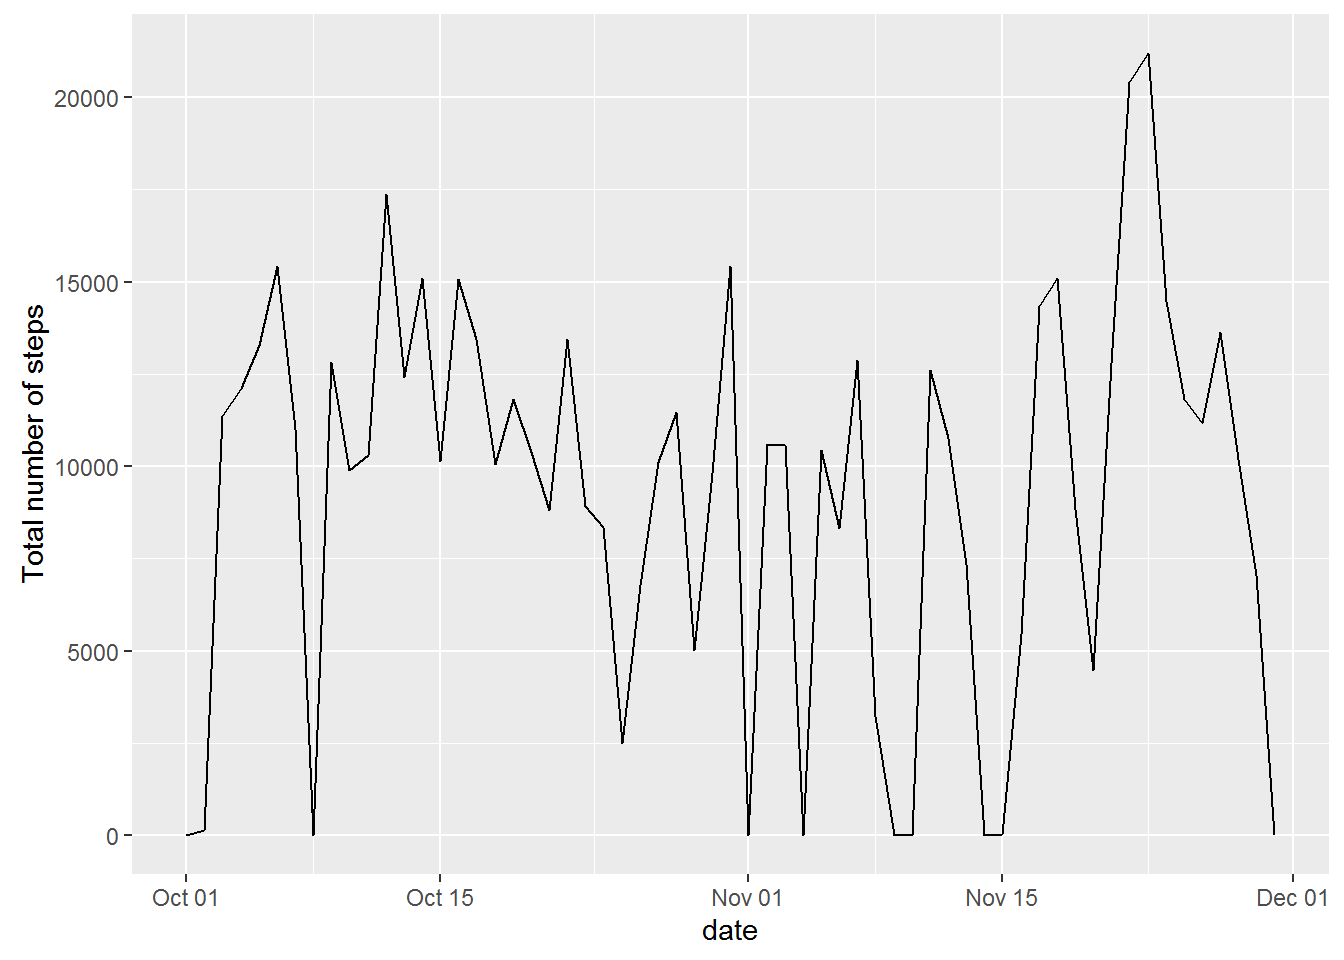 Total number of steps
20000
15000
10000
5000
0
Oct 01
Oct 15
Nov 01
Nov 15
Dec 01
date